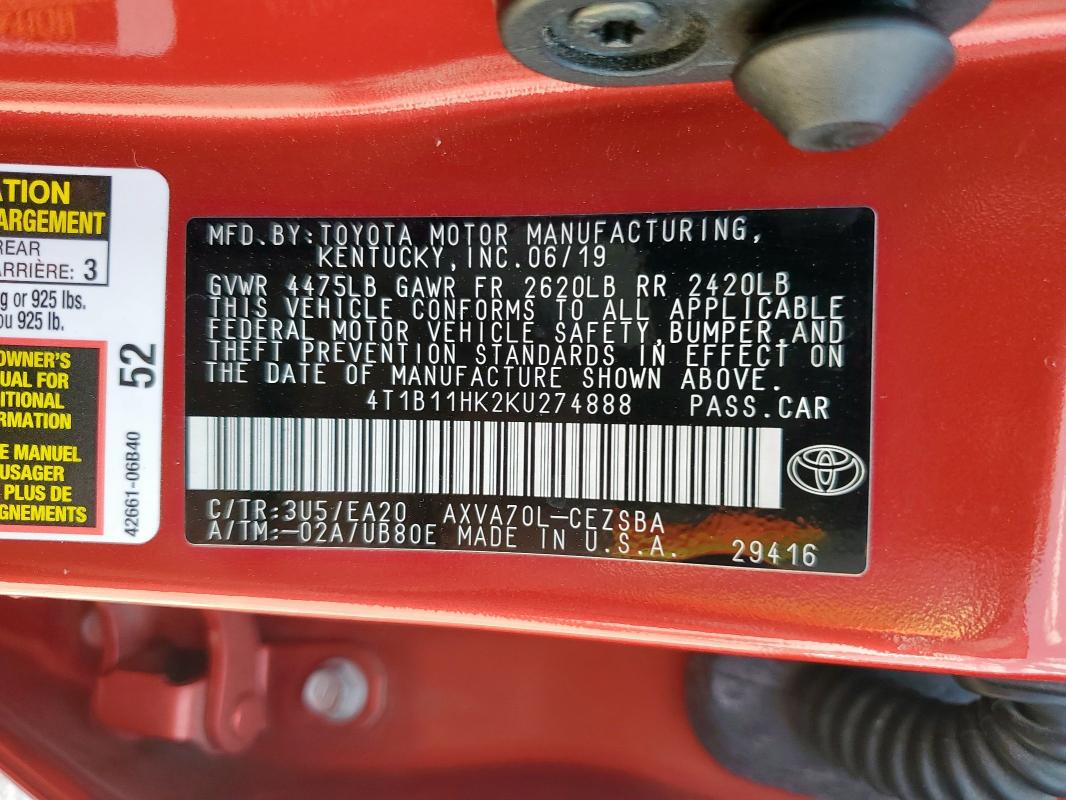 ATION
ARGEMENT
REAR
ARRIÈRE: 3
g or 925 lbs.
ou 925 lb.
OWNER'S
UAL FOR
ITIONAL
RMATION
E MANUEL
USAGER
PLUS DE
GNEMENTS
52
42661-06B40
MFD.BY:TOYOTA MOTOR MANUFACTURING,
KENTUCKY,INC.06/19
GVWR 4475LB GAWR FR 2620LB RR 2420LB
THIS VEHICLE CONFORMS TO ALL APPLICABLE
FEDERAL MOTOR VEHICLE SAFETY,BUMPER,AND
THEFT PREVENTION STANDARDS IN EFFECT ON
THE DATE OF MANUFACTURE SHOWN ABOVE.
4T1B11HK2KU274888 PASS.CAR
C/TR:3U5/EA20 AXVA70L-CEZSBA
A/TM:-02A/UB80E MADE IN U.S.A. 29416